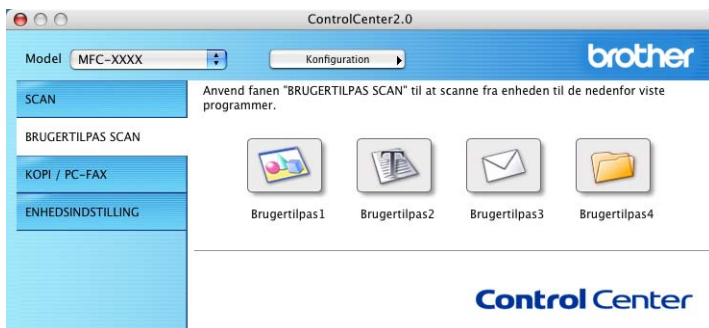 ControlCenter2.0
Model MFC-XXXX Konfiguration brother
SCAN
BRUGERTILPAS SCAN
KOPI / PC-FAX
ENHEDSINDSTILLING
Anvend fanen "BRUGERTILPAS SCAN" til at scanne fra enheden til de nedenfor viste
programmer.
Brugertilpas1 Brugertilpas2 Brugertilpas3 Brugertilpas4
Control Center